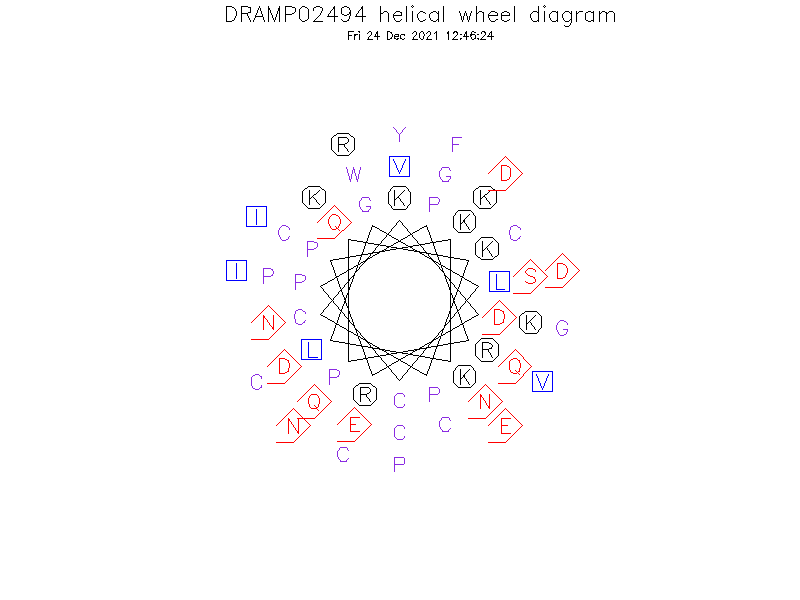 DRAMP02494 helical wheel diagram
Fri 24 Dec 2021 12:46:24
Y
R F
V
W G D
K K K
G P
Q K
I C C
P K
I P P L S D
N C D K G
L R
C D P Q V
K
Q R C P N
N E C C E
C P